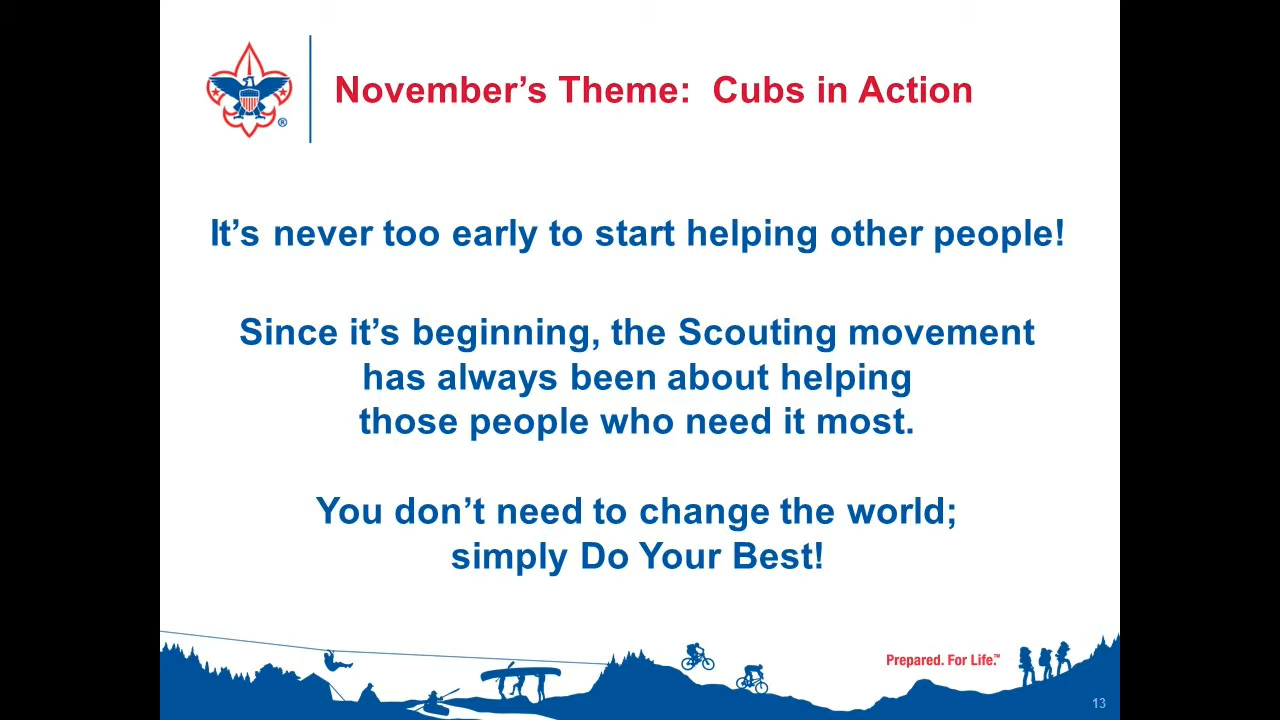 November’s Theme:  Cubs in Action
It’s never too early to start helping other people!
Since it’s beginning, the Scouting movement
has always been about helping
those people who need it most.
You don’t need to change the world;
simply Do Your Best!
Prepared. For Life.™
13
®